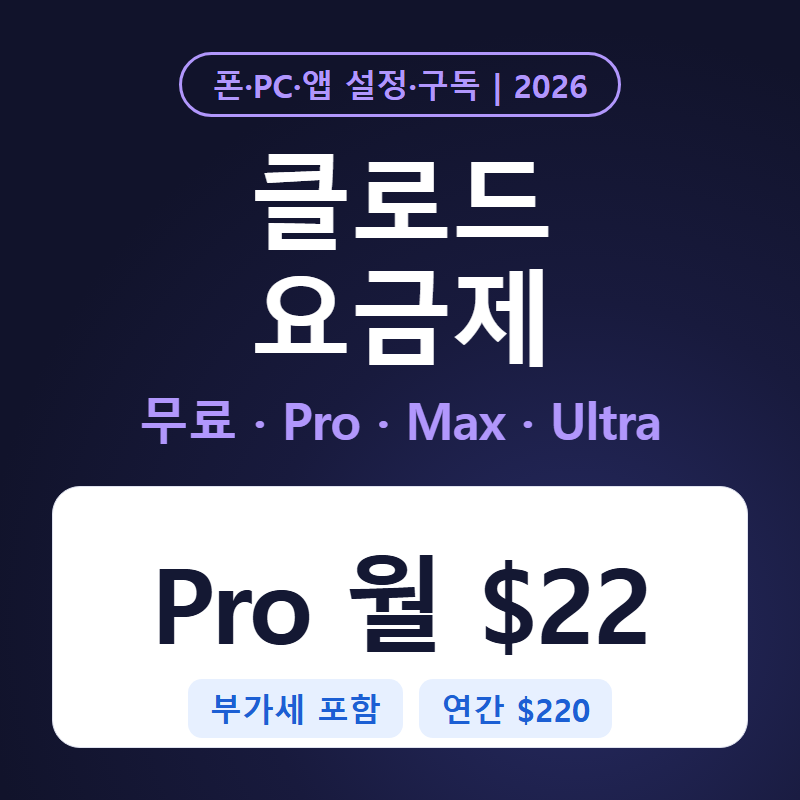 폰·PC·앱 설정·구독 | 2026
클로드
요금제
무료 · Pro · Max · Ultra
Pro 월 $22
부가세 포함 연간 $220